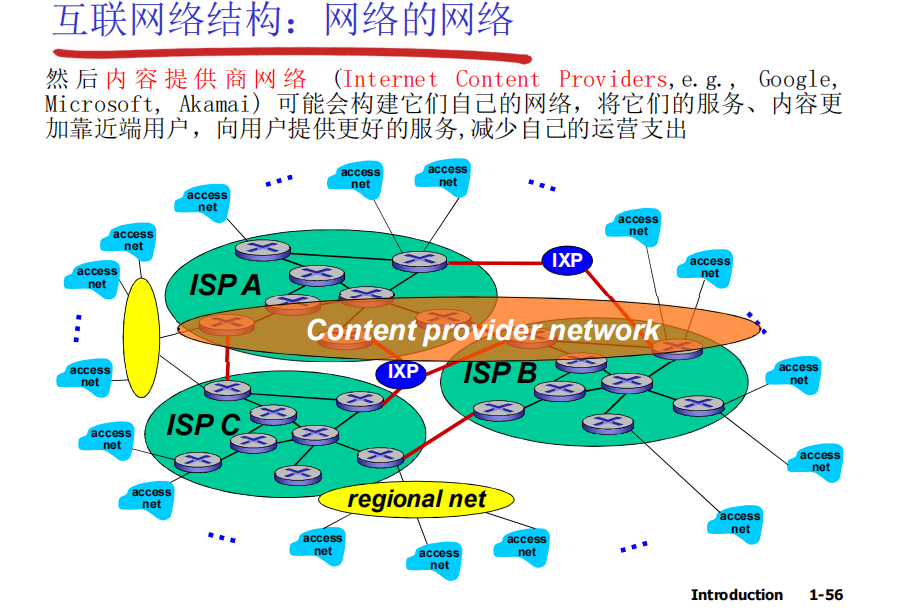 互联网络结构：网络的网络
然后内容提供商网络 (Internet Content Providers,e.g., Google,
Microsoft, Akamai) 可能会构建它们自己的网络，将它们的服务、内容更
加靠近端用户，向用户提供更好的服务,减少自己的运营支出
access
net
access
net
access
net
access
net
access
net
access
net
access
net
IXP
ISP A
Content provider network
IXP
ISP B
access
net
access
net
ISP C
access
net
access
net
access
net
regional net
access
net
access
net
access
net
access
net
Introduction 1-56